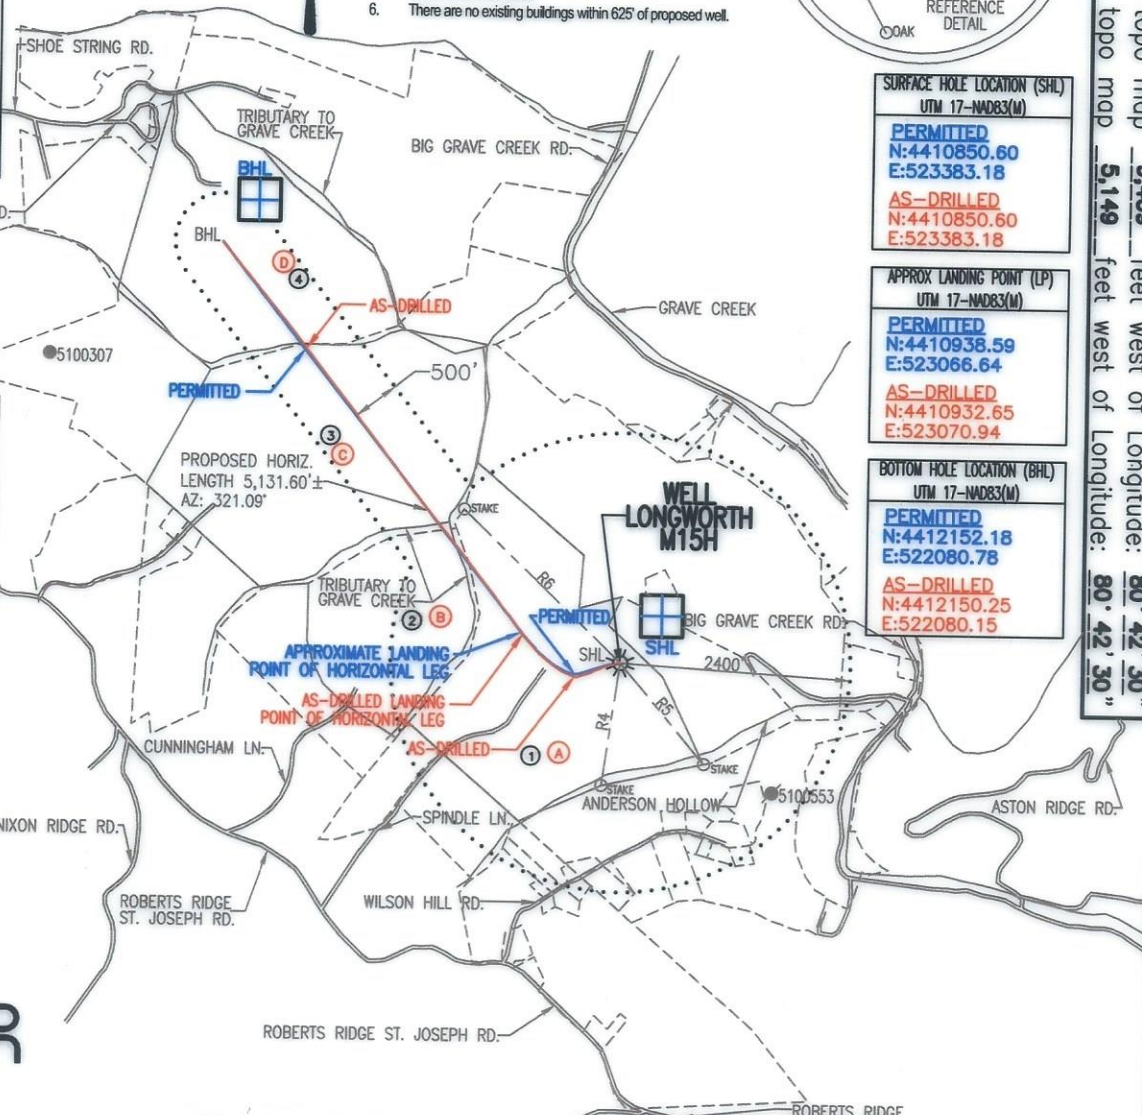 6. There are no existing buildings within 625' of proposed well.
REFERENCE
DETAIL
OAK
SHOE STRING RD.
TRIBUTARY TO
GRAVE CREEK
BIG GRAVE CREEK RD.
BHL
BHL
D
4
AS-DRILLED
GRAVE CREEK
5100307
PERMITTED
500'
3
C
PROPOSED HORIZ.
LENGTH 5,131.60'±
AZ: 321.09°
STAKE
WELL
LONGWORTH
M15H
R6
TRIBUTARY TO
GRAVE CREEK
2
B
PERMITTED
BIG GRAVE CREEK RD.
SHL
SHL
2400'
APPROXIMATE LANDING
POINT OF HORIZONTAL LEG
AS-DRILLED LANDING
POINT OF HORIZONTAL LEG
R4
R5
CUNNINGHAM LN.
AS-DRILLED
1
A
STAKE
STAKE
ANDERSON HOLLOW
5100553
SPINDLE LN.
ASTON RIDGE RD.
NIXON RIDGE RD.
ROBERTS RIDGE
ST. JOSEPH RD.
WILSON HILL RD.
ROBERTS RIDGE ST. JOSEPH RD.
ROBERTS RIDGE
SURFACE HOLE LOCATION (SHL)
UTM 17-NAD83(M)
PERMITTED
N:4410850.60
E:523383.18
AS-DRILLED
N:4410850.60
E:523383.18
APPROX LANDING POINT (LP)
UTM 17-NAD83(M)
PERMITTED
N:4410938.59
E:523066.64
AS-DRILLED
N:4410932.65
E:523070.94
BOTTOM HOLE LOCATION (BHL)
UTM 17-NAD83(M)
PERMITTED
N:4412152.18
E:522080.78
AS-DRILLED
N:4412150.25
E:522080.15
topo map feet west of Longitude: 80° 42' 30"
topo map 5,149 feet west of Longitude: 80° 42' 30"